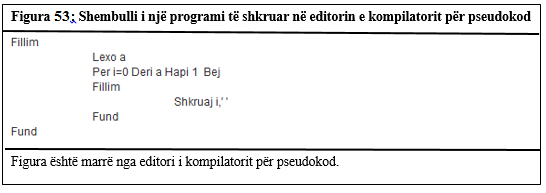 Figura 53: Shembulli i një programi të shkruar në editorin e kompilatorit për pseudokod
Fillim
Lexo a
Per i=0 Deri a Hapi 1 Bej
Fillim
Shkruaj i,' '
Fund
Fund
Figura është marrë nga editori i kompilatorit për pseudokod.